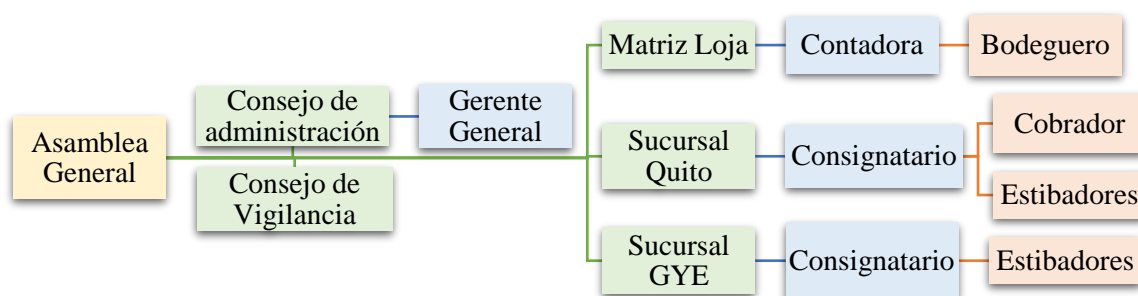 Asamblea
General
Consejo de
administración
Gerente
General
Consejo de
Vigilancia
Matriz Loja
Contadora
Bodeguero
Sucursal
Quito
Consignatario
Cobrador
Estibadores
Sucursal
GYE
Consignatario
Estibadores